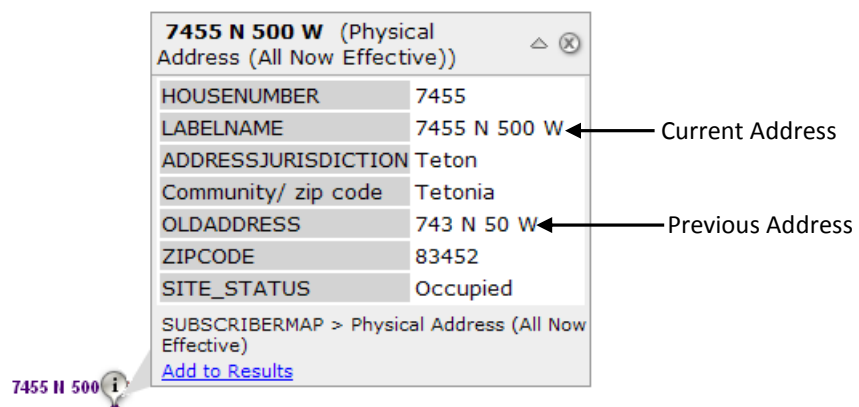 7455 N 500 W (Physical
Address (All Now Effective))
HOUSENUMBER 7455
LABELNAME 7455 N 500 W Current Address
ADDRESSJURISDICTION Teton
Community/ zip code Tetonia
OLDADDRESS 743 N 50 W Previous Address
ZIPCODE 83452
SITE_STATUS Occupied
SUBSCRIBERMAP > Physical Address (All Now
Effective)
Add to Results
7455 N 500